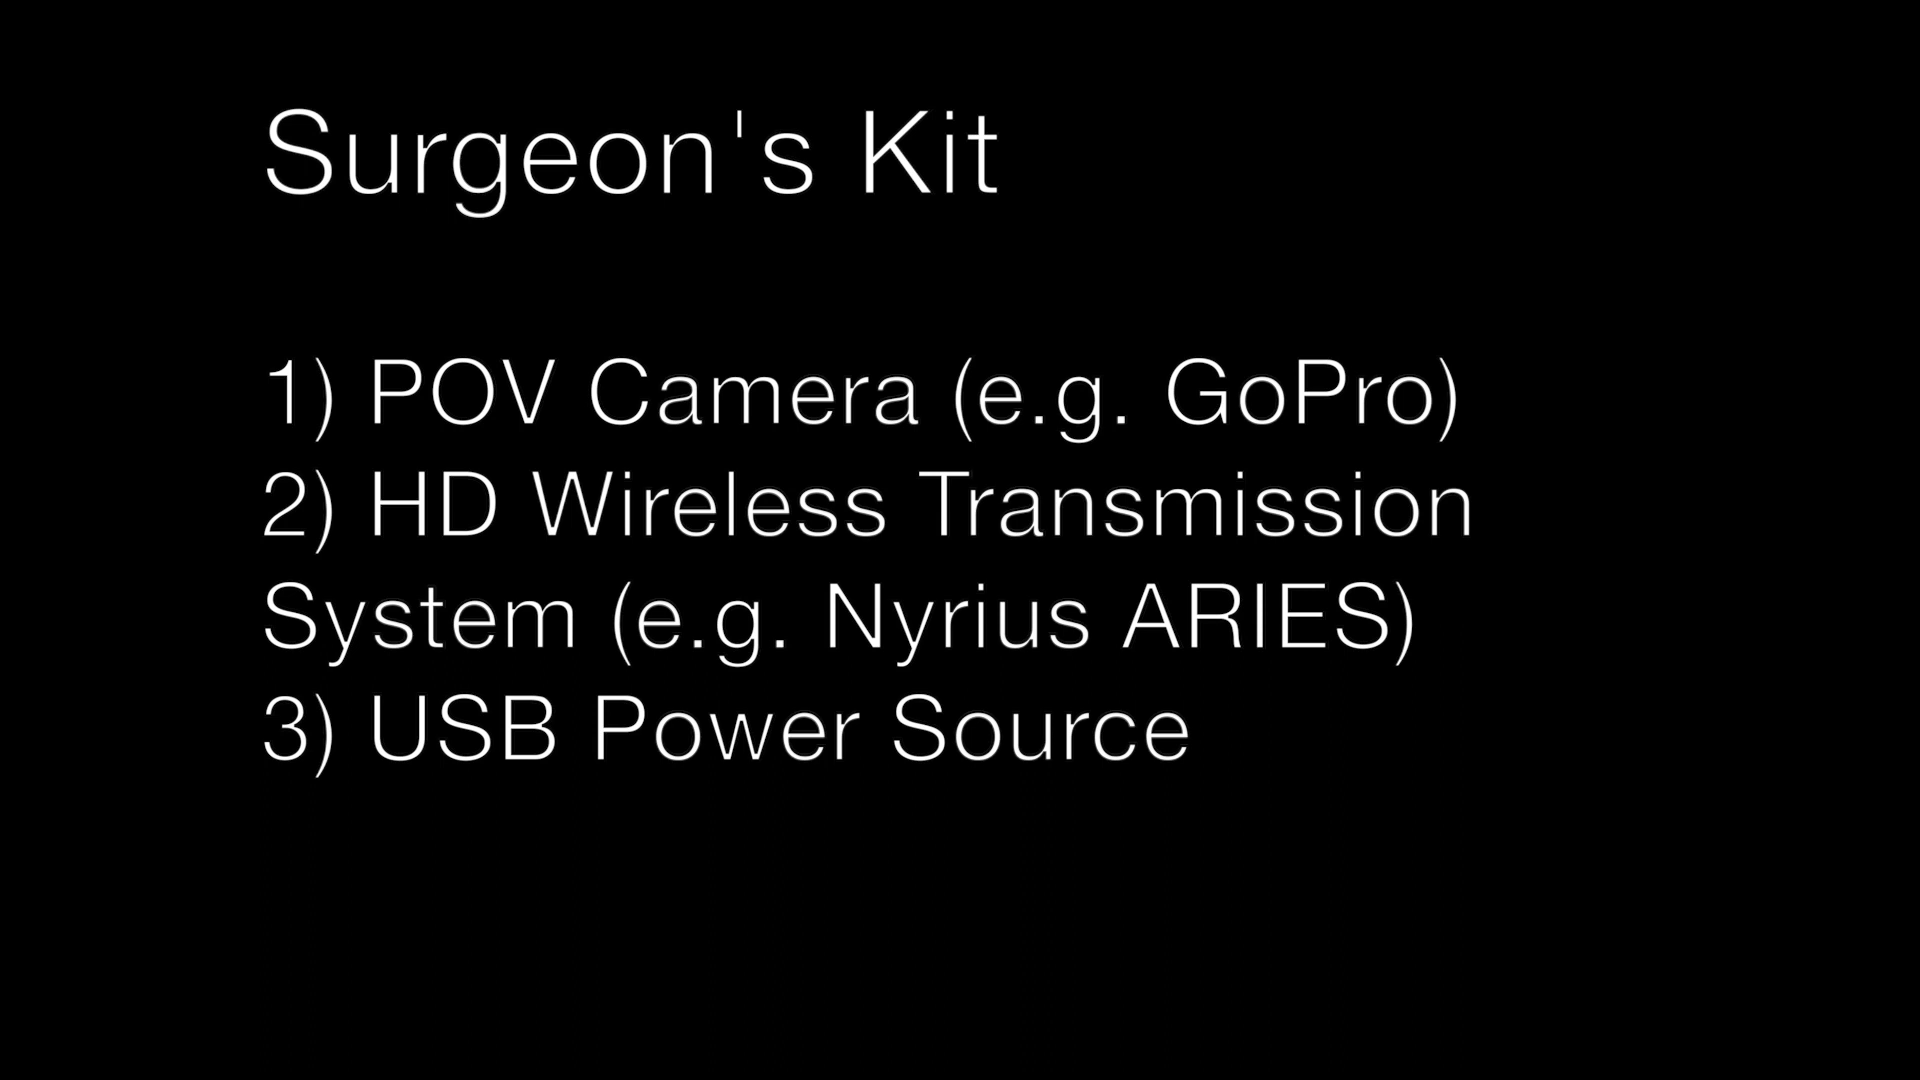 Surgeon's Kit
1) POV Camera (e.g. GoPro)
2) HD Wireless Transmission
System (e.g. Nyrius ARIES)
3) USB Power Source